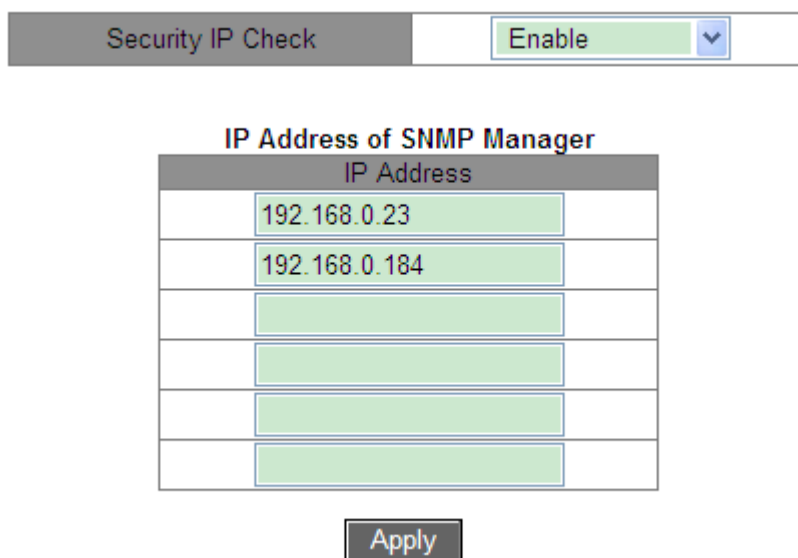 Security IP Check Enable
IP Address of SNMP Manager
IP Address
192.168.0.23
192.168.0.184
Apply